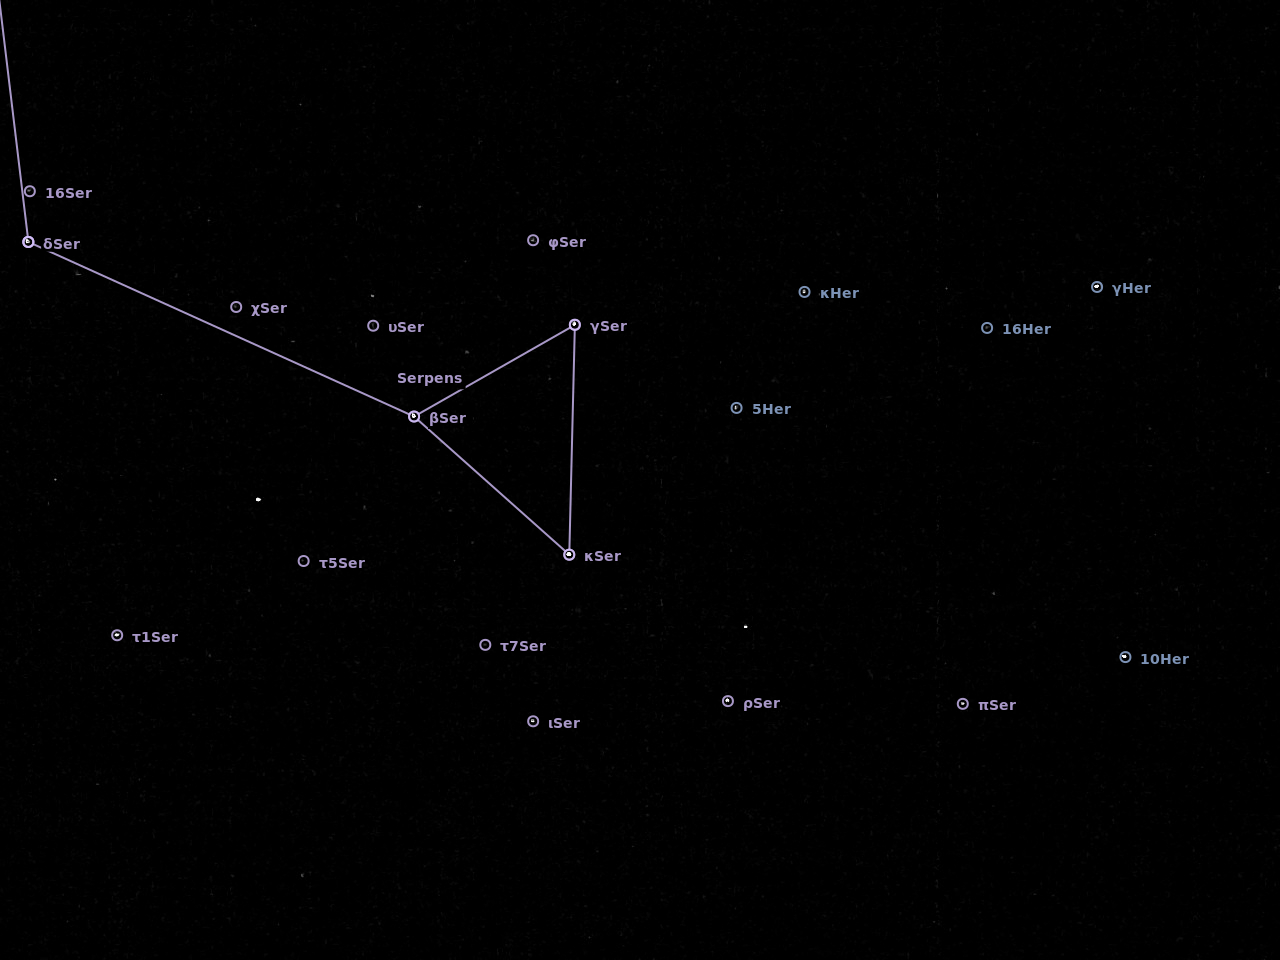 16Ser
δSer
φSer
χSer
υSer
γSer
κHer
γHer
16Her
Serpens
βSer
5Her
κSer
τ5Ser
τ1Ser
τ7Ser
10Her
ρSer
πSer
ιSer